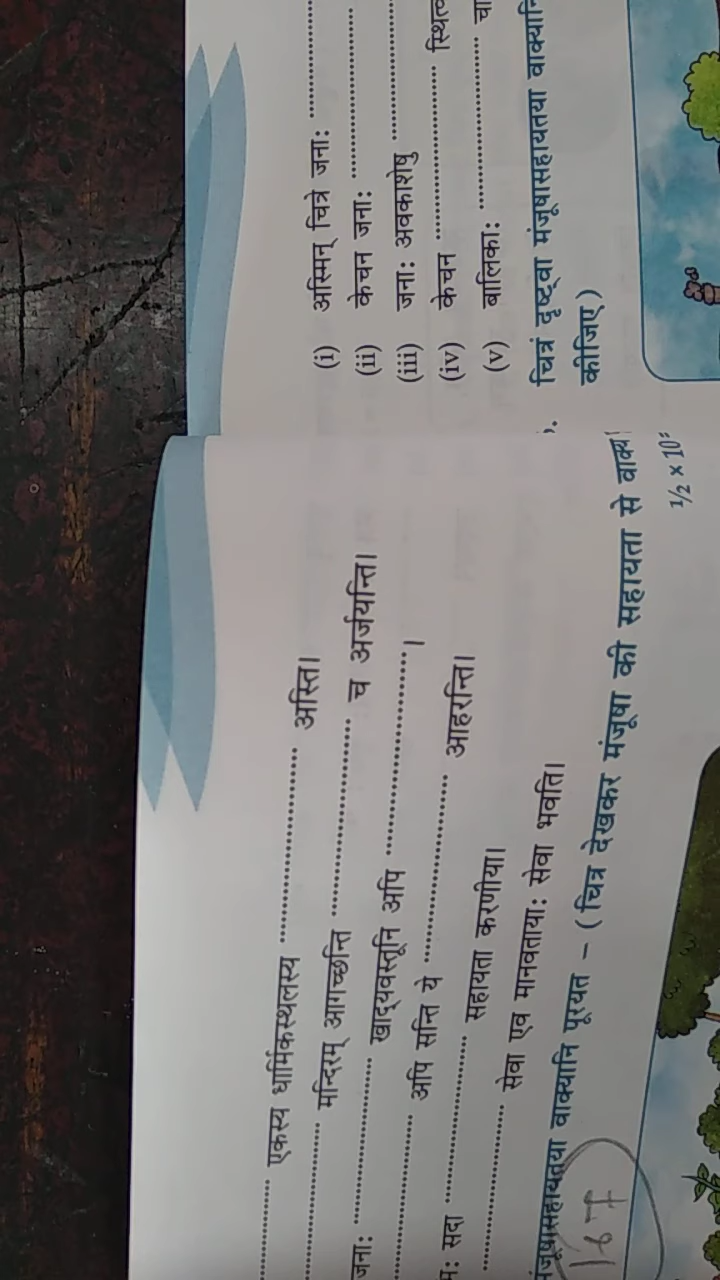 ................ एकस्य धार्मिकस्थलस्य ................ अस्ति।
................ मन्दिरम् आगच्छन्ति ................ च अर्जयन्ति।
जनाः ................ खाद्यवस्तूनि अपि ................।
................ अपि सन्ति ये ................ आहरन्ति।
सदा ................ सहायता करणीया।
................ सेवा एव मानवतायाः सेवा भवति।
मंजूषासहायतया वाक्यानि पूरयत – (चित्र देखकर मंजूषा की सहायता से
½ × 10
167
(i) अस्मिन् चित्रे जनाः ................
(ii) केचन जनाः ................
(iii) जनाः अवकाशेषु ................
(iv) केचन ................
(v) बालिकाः ................
चित्रं दृष्ट्वा मंजूषासहायतया
कीजिए)